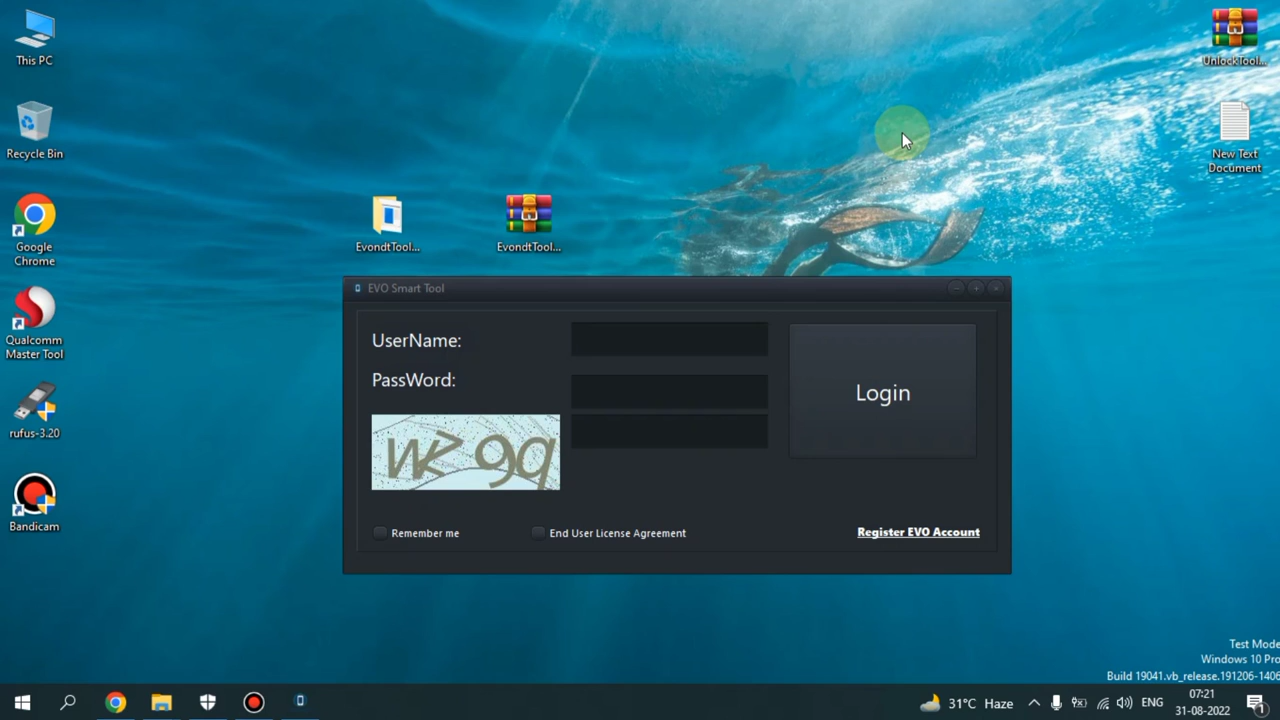 This PC
Recycle Bin
Google
Chrome
Qualcomm
Master Tool
rufus-3.20
Bandicam
EvondtTool...
EvondtTool...
UnlockTool...
New Text
Document
EVO Smart Tool
UserName:
PassWord:
Login
Remember me
End User License Agreement
Register EVO Account
Test Mode
Windows 10 Pro
Build 19041.vb_release.191206-1406
31°C Haze
ENG
07:21
31-08-2022
1